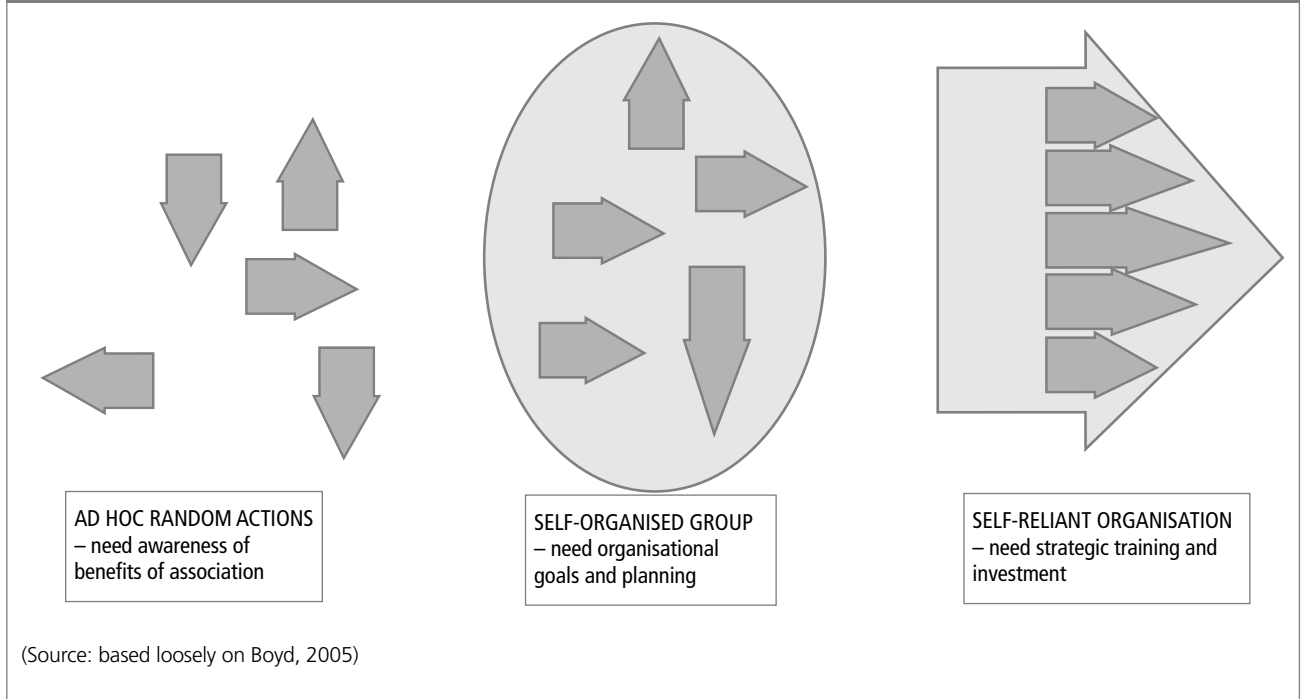 AD HOC RANDOM ACTIONS
– need awareness of
benefits of association
SELF-ORGANISED GROUP
– need organisational
goals and planning
SELF-RELIANT ORGANISATION
– need strategic training and
investment
(Source: based loosely on Boyd, 2005)